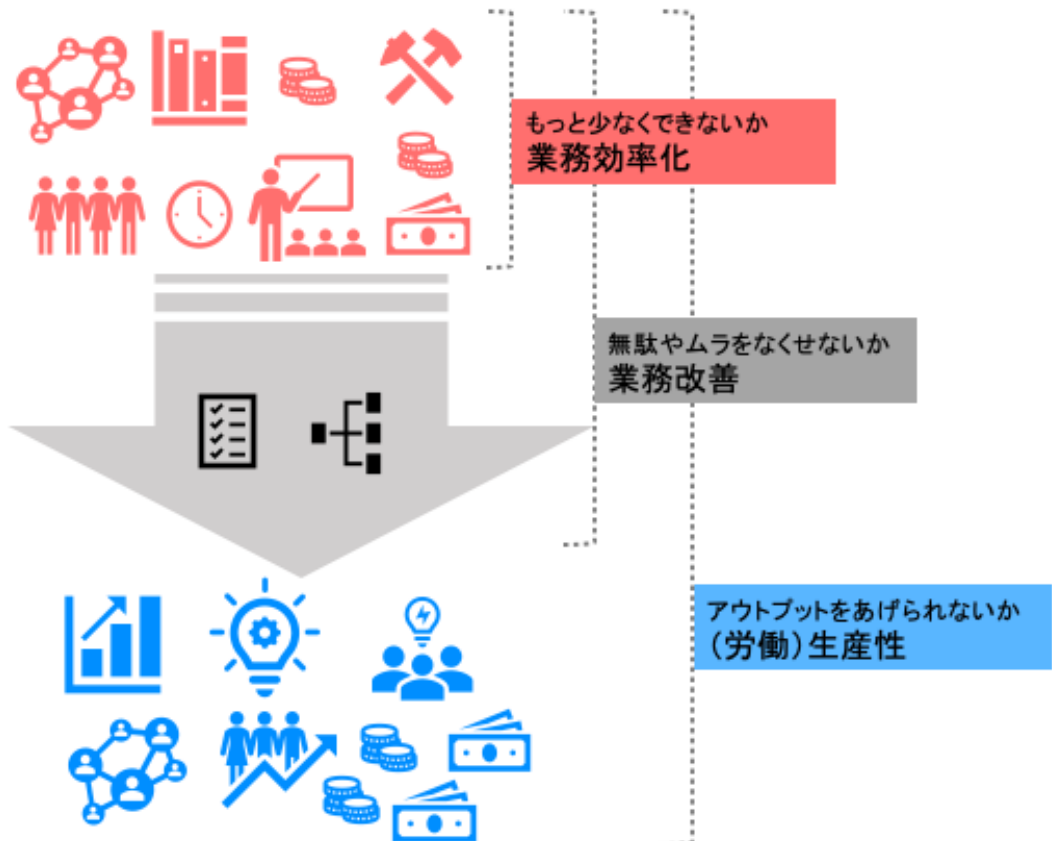 もっと少なくできないか
業務効率化
無駄やムラをなくせないか
業務改善
アウトプットをあげられないか
（労働）生産性